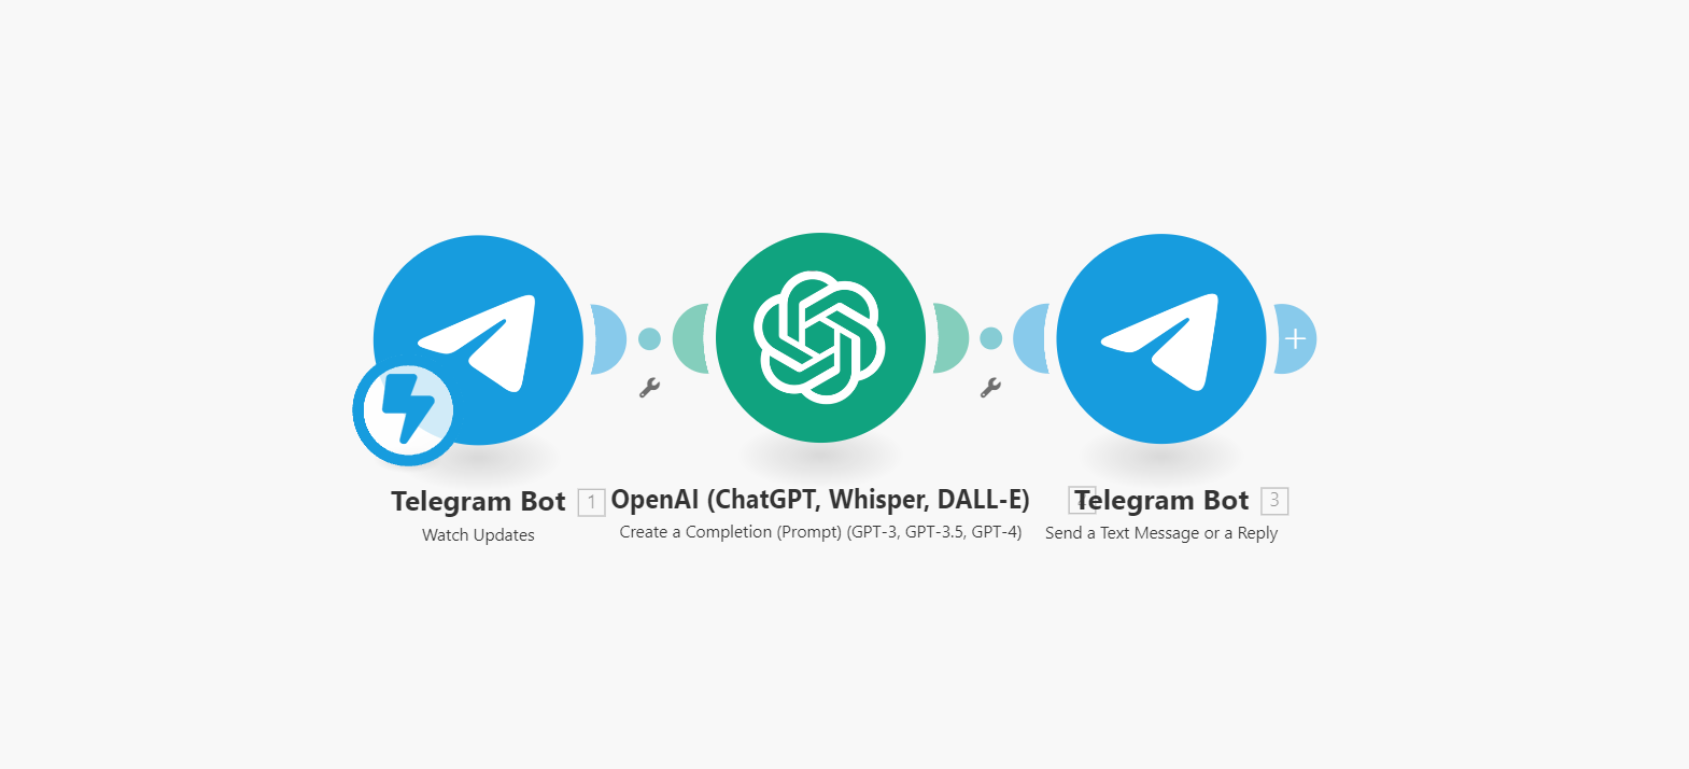 Telegram Bot 1
Watch Updates
OpenAI (ChatGPT, Whisper, DALL-E)
Create a Completion (Prompt) (GPT-3, GPT-3.5, GPT-4)
Telegram Bot 3
Send a Text Message or a Reply